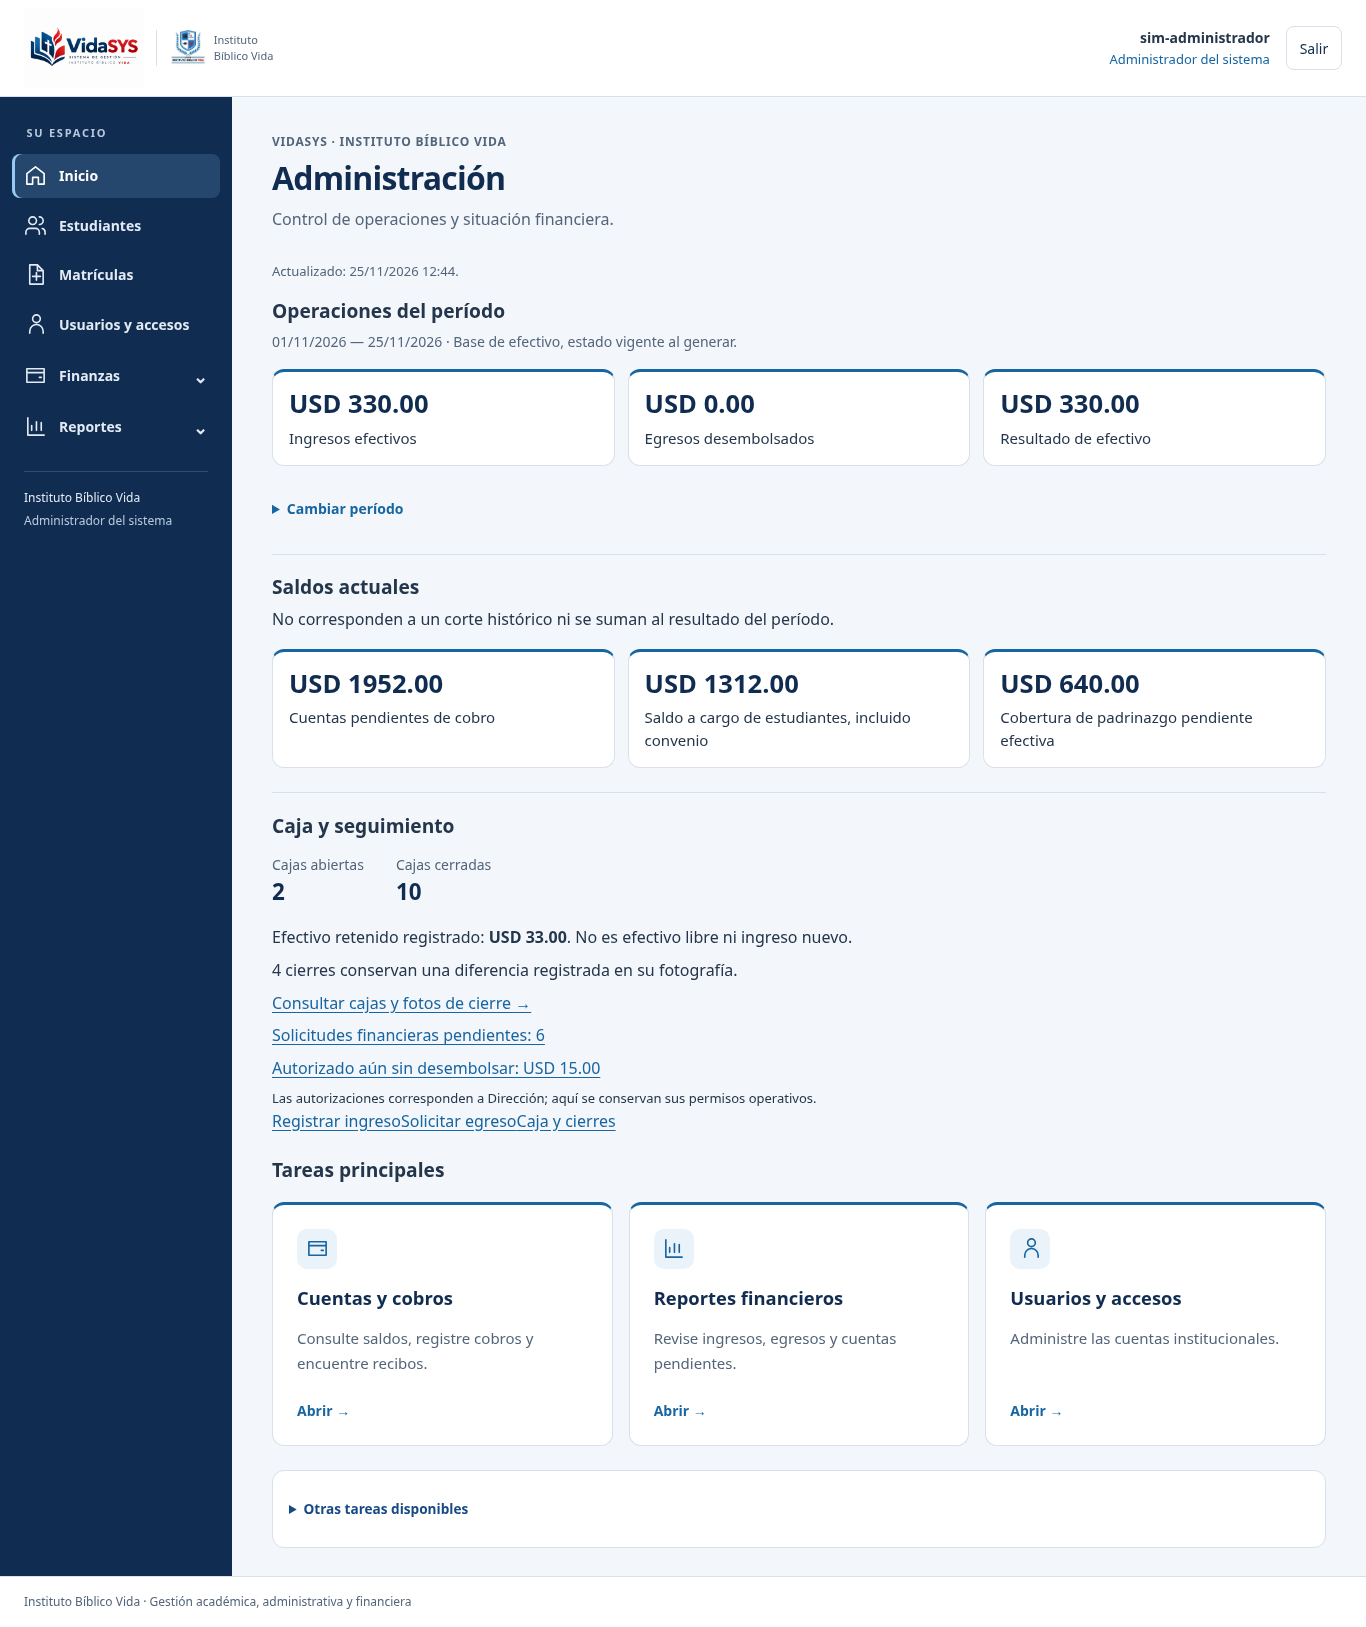 VidaSYS
SISTEMA DE GESTIÓN
INSTITUTO BÍBLICO VIDA
Instituto
Bíblico Vida
sim-administrador
Administrador del sistema
Salir
SU ESPACIO
Inicio
Estudiantes
Matrículas
Usuarios y accesos
Finanzas
Reportes
Instituto Bíblico Vida
Administrador del sistema
VIDASYS · INSTITUTO BÍBLICO VIDA
Administración
Control de operaciones y situación financiera.
Actualizado: 25/11/2026 12:44.
Operaciones del período
01/11/2026 — 25/11/2026 · Base de efectivo, estado vigente al generar.
USD 330.00
Ingresos efectivos
USD 0.00
Egresos desembolsados
USD 330.00
Resultado de efectivo
Cambiar período
Saldos actuales
No corresponden a un corte histórico ni se suman al resultado del período.
USD 1952.00
Cuentas pendientes de cobro
USD 1312.00
Saldo a cargo de estudiantes, incluido
convenio
USD 640.00
Cobertura de padrinazgo pendiente
efectiva
Caja y seguimiento
Cajas abiertas
2
Cajas cerradas
10
Efectivo retenido registrado: USD 33.00. No es efectivo libre ni ingreso nuevo.
4 cierres conservan una diferencia registrada en su fotografía.
Consultar cajas y fotos de cierre →
Solicitudes financieras pendientes: 6
Autorizado aún sin desembolsar: USD 15.00
Las autorizaciones corresponden a Dirección; aquí se conservan sus permisos operativos.
Registrar ingresoSolicitar egresoCaja y cierres
Tareas principales
Cuentas y cobros
Consulte saldos, registre cobros y
encuentre recibos.
Abrir →
Reportes financieros
Revise ingresos, egresos y cuentas
pendientes.
Abrir →
Usuarios y accesos
Administre las cuentas institucionales.
Abrir →
Otras tareas disponibles
Instituto Bíblico Vida · Gestión académica, administrativa y financiera